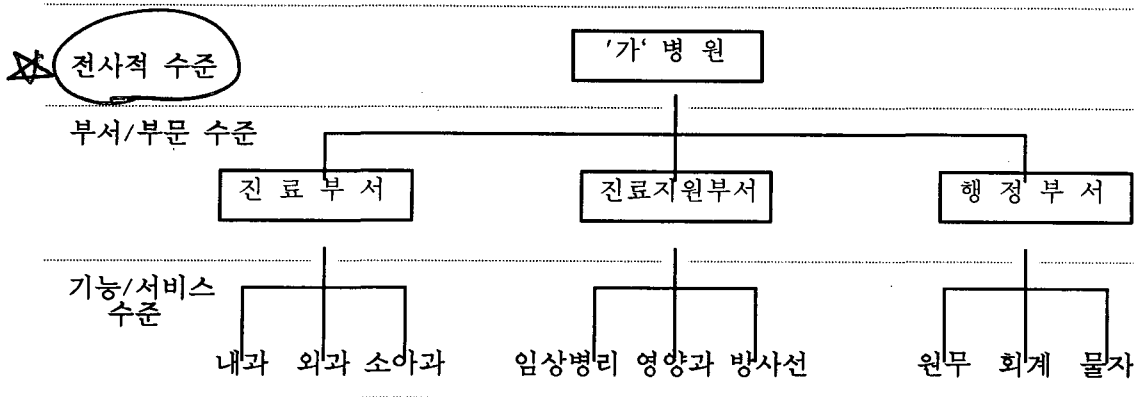 전사적 수준
'가' 병 원
부서/부문 수준
진 료 부 서
진료지원부서
행 정 부 서
기능/서비스
수준
내과 외과 소아과
임상병리 영양과 방사선
원무 회계 물자